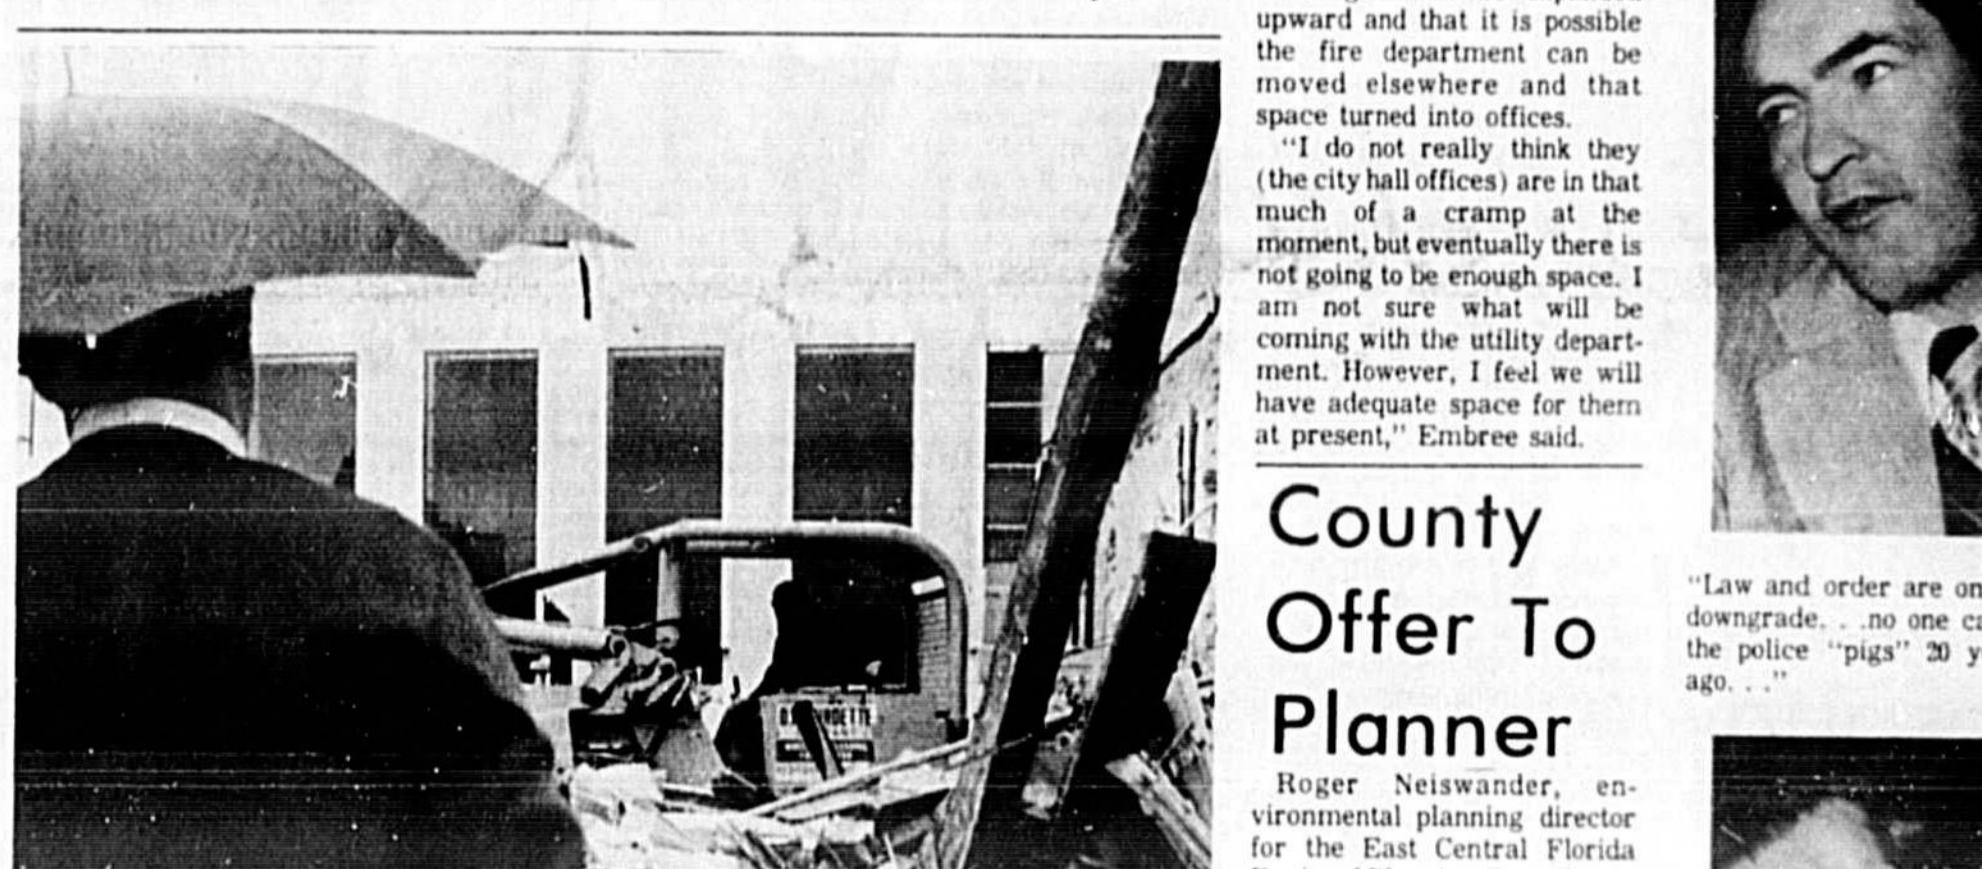 upward and that it is possible
the fire department can be
moved elsewhere and that
space turned into offices.
"I do not really think they
(the city hall offices) are in that
much of a cramp at the
moment, but eventually there is
not going to be enough space. I
am not sure what will be
coming with the utility depart-
ment. However, I feel we will
have adequate space for them
at present," Embree said.
County
Offer To
Planner
Roger Neiswander, en-
vironmental planning director
for the East Central Florida
"Law and order are on
downgrade. . .no one ca
the police "pigs" 20 y
ago. . ."